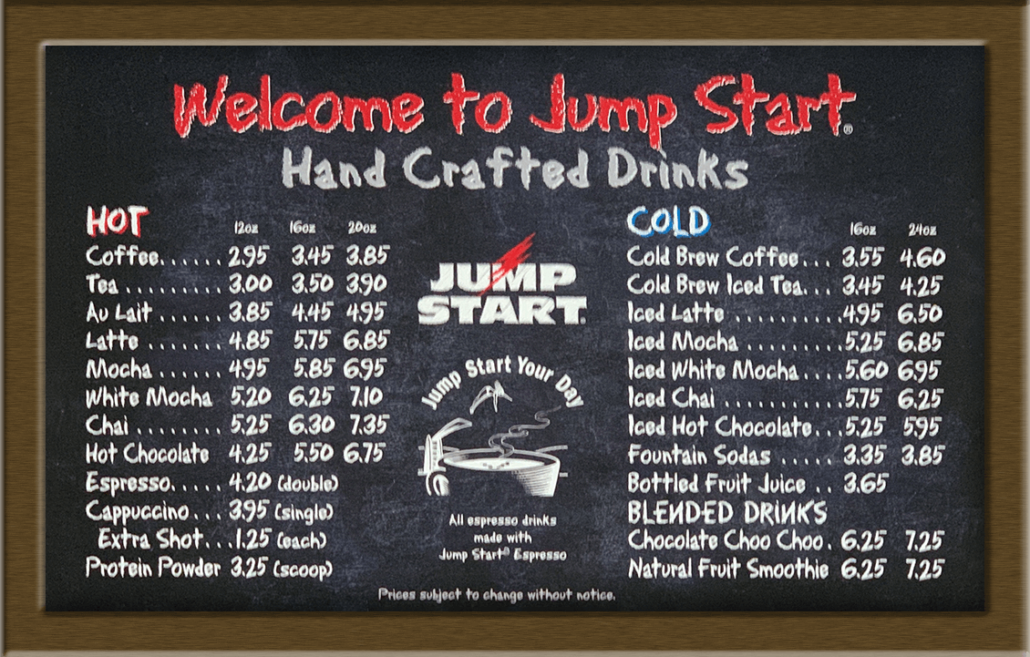 Welcome to Jump Start®
Hand Crafted Drinks
HOT 12oz 16oz 20oz
Coffee...... 2.95 3.45 3.85
Tea ......... 3.00 3.50 3.90
Au Lait ...... 3.85 4.45 4.95
Latte ....... 4.85 5.75 6.85
Mocha ...... 4.95 5.85 6.95
White Mocha 5.20 6.25 7.10
Chai ........ 5.25 6.30 7.35
Hot Chocolate 4.25 5.50 6.75
Espresso..... 4.20 (double)
Cappuccino... 3.95 (single)
Extra Shot...1.25 (each)
Protein Powder 3.25 (scoop)
JUMP
START
Jump Start Your Day
All espresso drinks
made with
Jump Start® Espresso
COLD 16oz 24oz
Cold Brew Coffee... 3.55 4.60
Cold Brew Iced Tea... 3.45 4.25
Iced Latte .........4.95 6.50
Iced Mocha ........5.25 6.85
Iced White Mocha....5.60 6.95
Iced Chai ...........5.75 6.25
Iced Hot Chocolate...5.25 5.95
Fountain Sodas ..... 3.35 3.85
Bottled Fruit Juice .. 3.65
BLENDED DRINKS
Chocolate Choo Choo. 6.25 7.25
Natural Fruit Smoothie 6.25 7.25
Prices subject to change without notice.